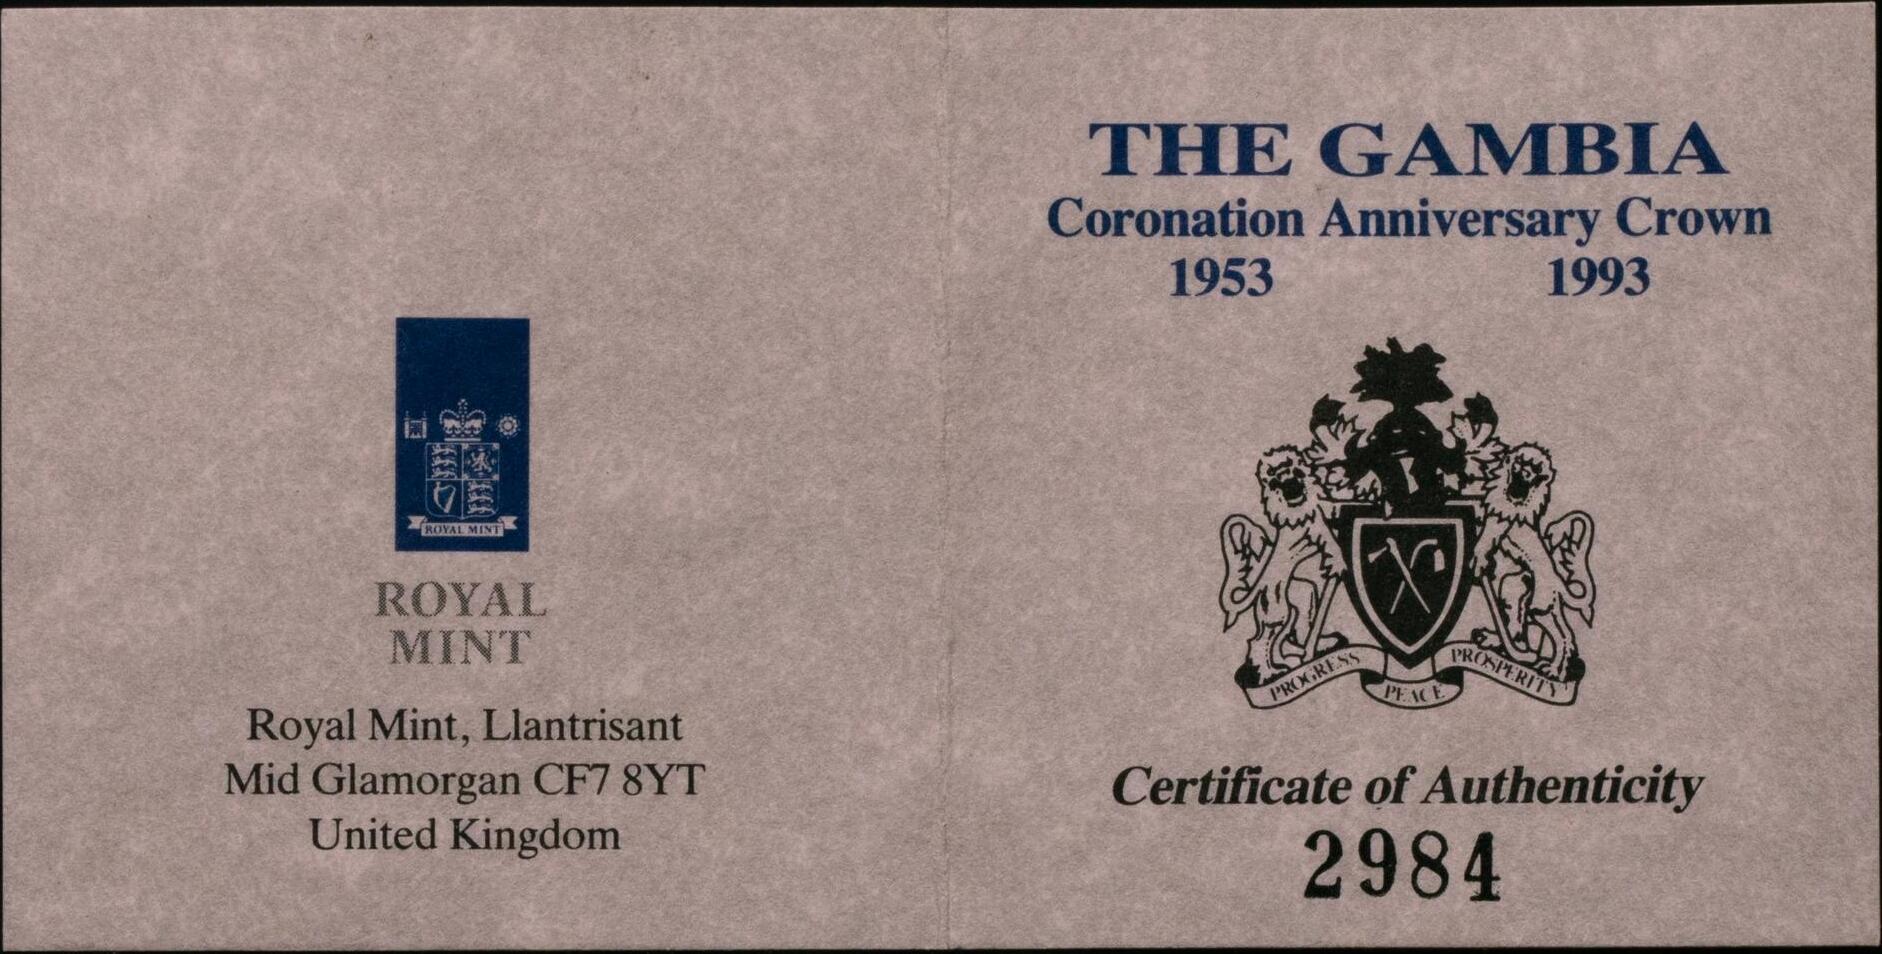 ROYAL MINT
ROYAL
MINT
Royal Mint, Llantrisant
Mid Glamorgan CF7 8YT
United Kingdom
THE GAMBIA
Coronation Anniversary Crown
1953 1993
PROGRESS PEACE PROSPERITY
Certificate of Authenticity
2984